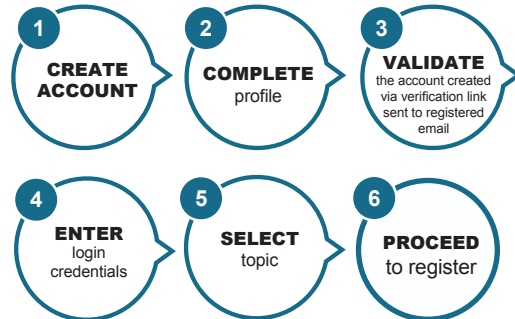 1
CREATE
ACCOUNT
2
COMPLETE
profile
3
VALIDATE
the account created
via verification link
sent to registered
email
4
ENTER
login
credentials
5
SELECT
topic
6
PROCEED
to register